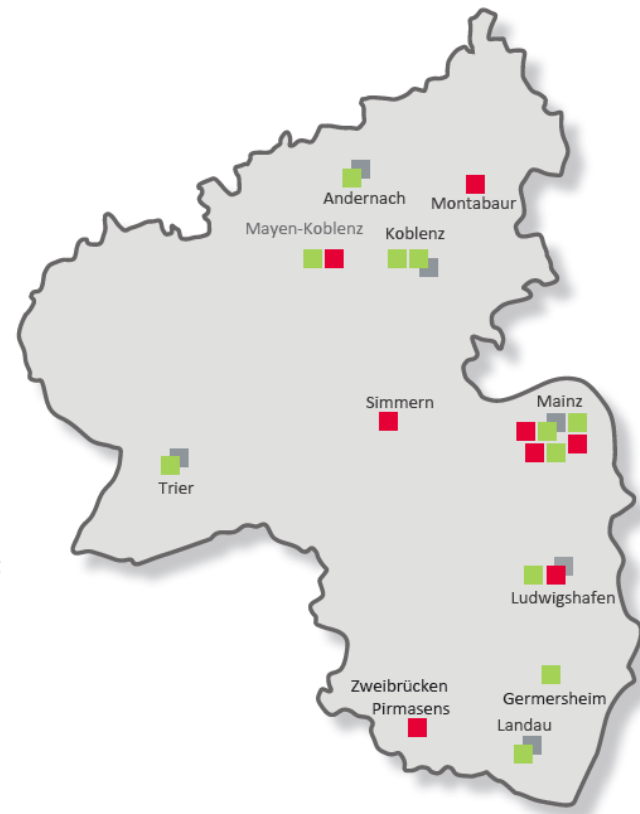 Andernach
Montabaur
Mayen-Koblenz
Koblenz
Simmern
Mainz
Trier
Ludwigshafen
Zweibrücken
Pirmasens
Germersheim
Landau